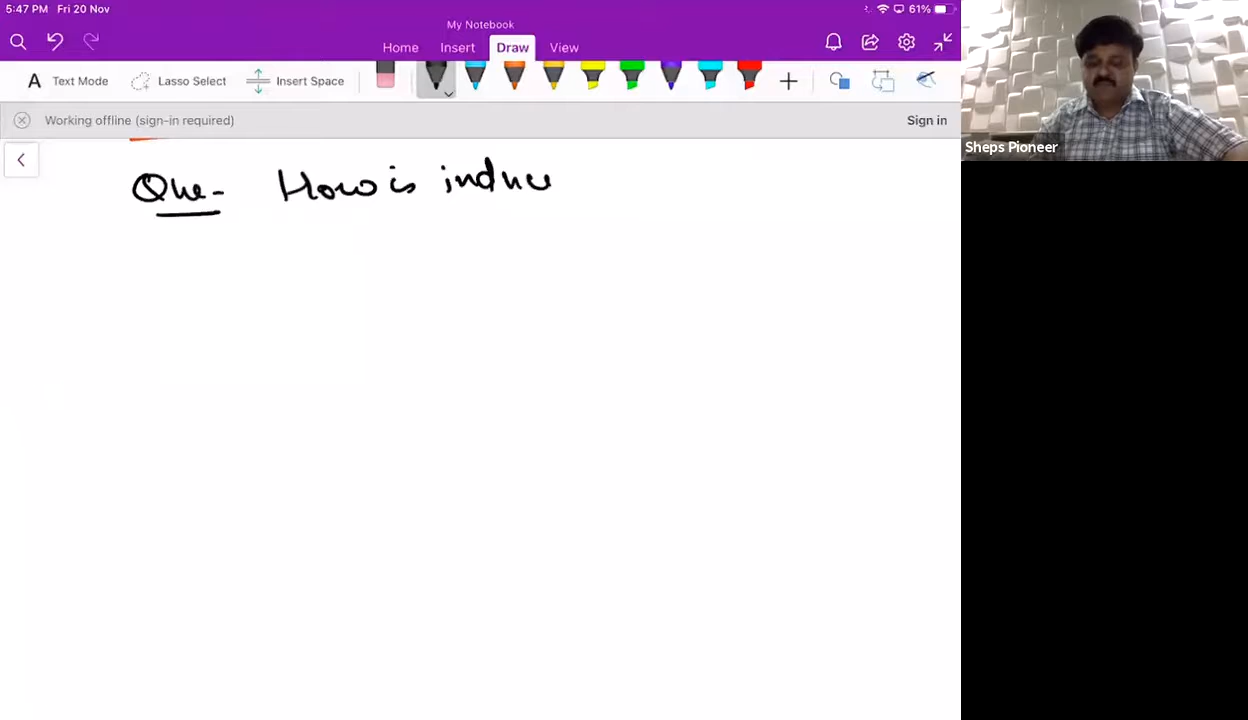 5:47 PM Fri 20 Nov
61%
My Notebook
Home Insert Draw View
A Text Mode Lasso Select Insert Space
Working offline (sign-in required) Sign in
Sheps Pioneer
Que- How is induce